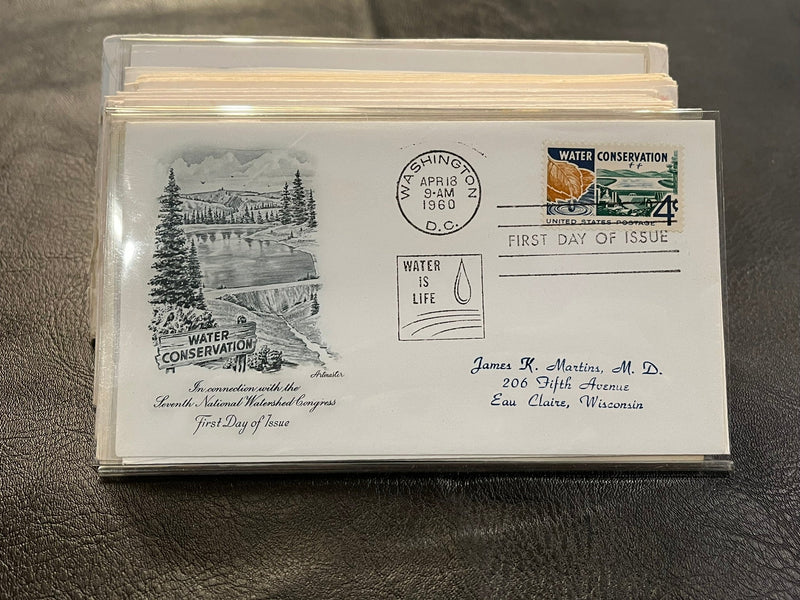 WATER
CONSERVATION
Artmaster
In connection with the
Seventh National Watershed Congress
First Day of Issue
WASHINGTON
APR 18
9-AM
1960
D.C.
WATER
IS
LIFE
WATER CONSERVATION
4¢
UNITED STATES POSTAGE
FIRST DAY OF ISSUE
James K. Martins, M. D.
206 Fifth Avenue
Eau Claire, Wisconsin